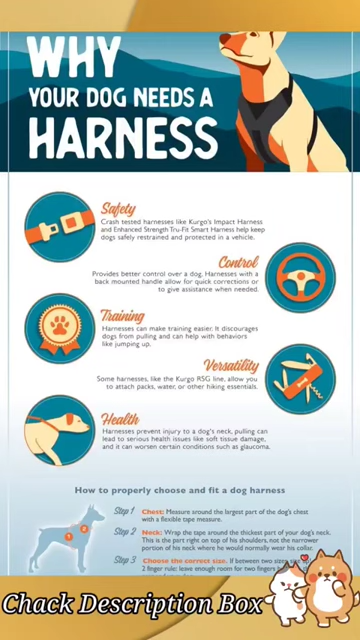 WHY
YOUR DOG NEEDS A
HARNESS
Safety
Crash tested harnesses like Kurgo's Impact Harness
and Enhanced Strength Tru-Fit Smart Harness help keep
dogs safely restrained and protected in a vehicle.
Control
Provides better control over a dog. Harnesses with a
back mounted handle allow for quick corrections or
to give assistance when needed.
Training
Harnesses can make training easier. It discourages
dogs from pulling and can help with behaviors
like jumping up.
Versatility
Some harnesses, like the Kurgo RSG line, allow you
to attach packs, water, or other hiking essentials.
Health
Harnesses prevent injury to a dog's neck, pulling can
lead to serious health issues like soft tissue damage,
and it can worsen certain conditions such as glaucoma.
How to properly choose and fit a dog harness
Step 1 Chest: Measure around the largest part of the dog's chest
with a flexible tape measure.
Step 2 Neck: Wrap the tape around the thickest part of your dog's neck.
This is the part right on top of his shoulders, not the narrower
portion of his neck where he would normally wear his collar.
Step 3 Choose the correct size. If between two sizes
2 finger rule: leave enough room for two fingers
Chack Description Box